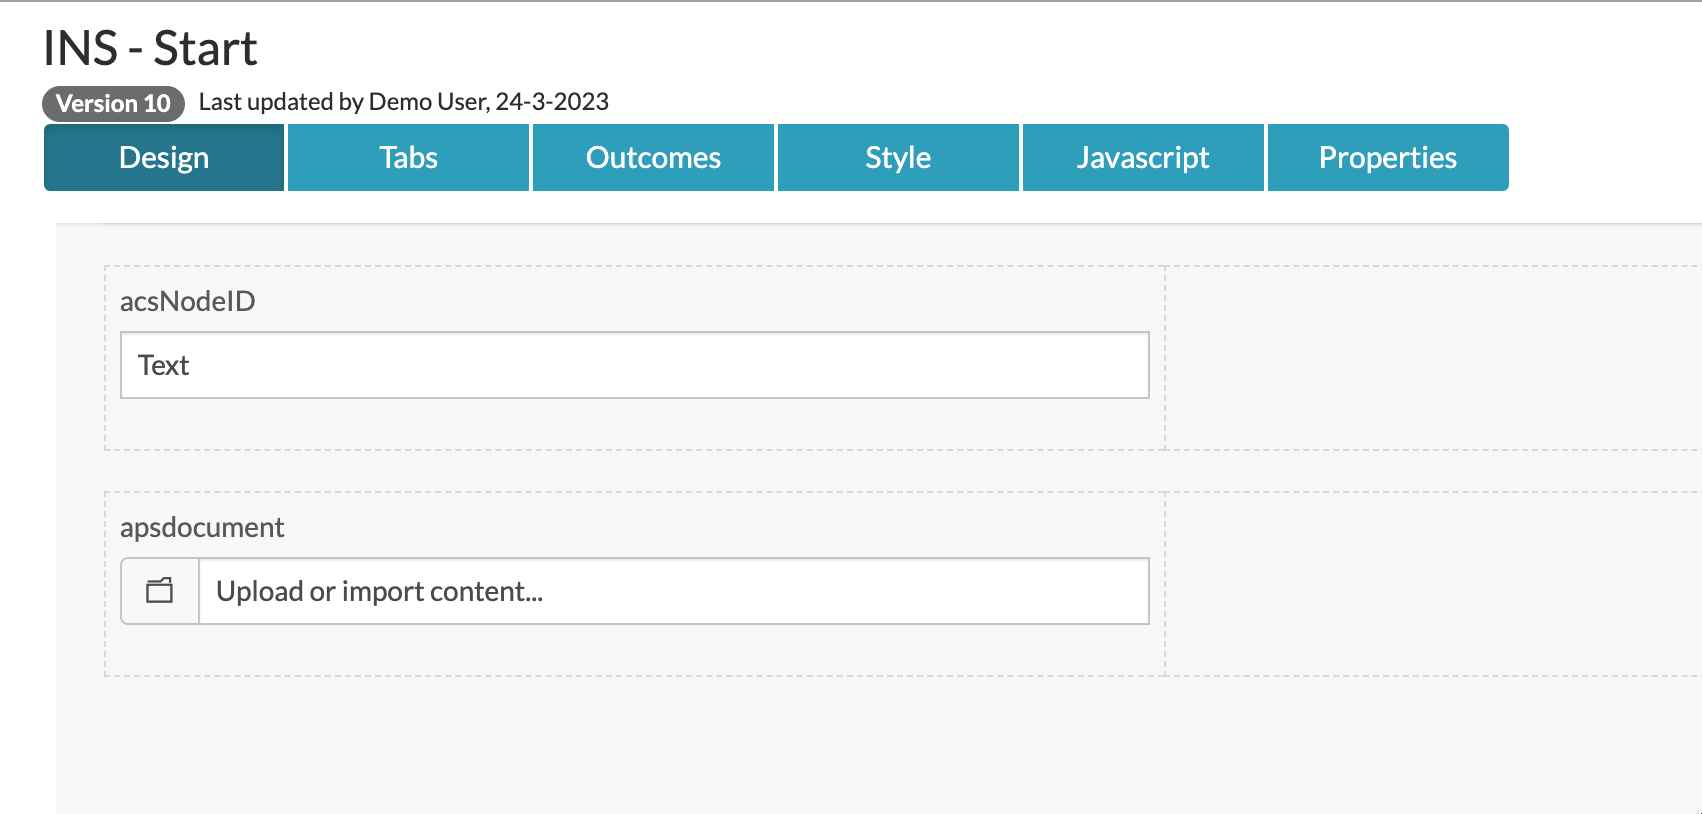 INS - Start
Version 10 Last updated by Demo User, 24-3-2023
Design Tabs Outcomes Style Javascript Properties
acsNodeID
Text
apsdocument
Upload or import content...